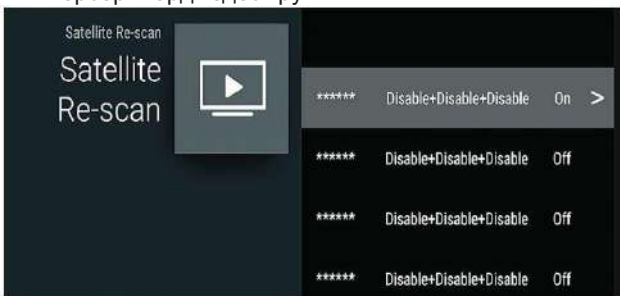 Satellite Re-scan
Satellite
Re-scan
****** Disable+Disable+Disable On >
****** Disable+Disable+Disable Off
****** Disable+Disable+Disable Off
****** Disable+Disable+Disable Off